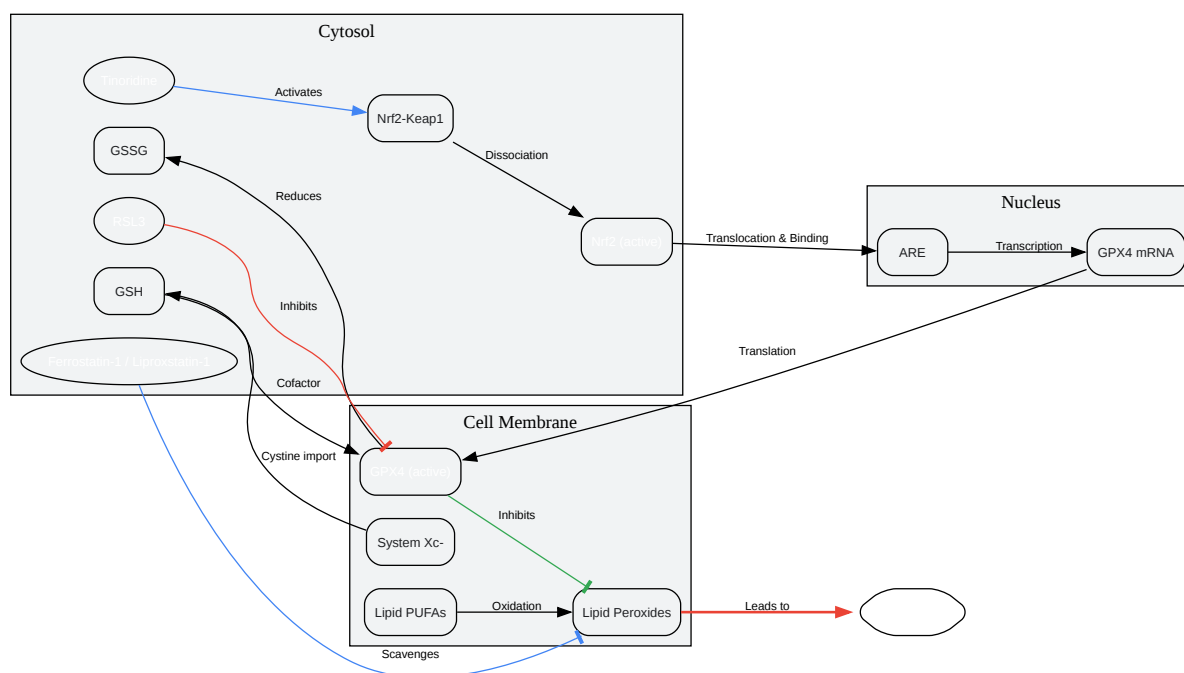 Cytosol
Tinoridine
Activates
Nrf2-Keap1
GSSG
Dissociation
Reduces
RSL3
Nrf2 (active)
Translocation & Binding
Nucleus
ARE
Transcription
GPX4 mRNA
GSH
Inhibits
Ferrostatin-1 / Liproxstatin-1
Translation
Cofactor
Cell Membrane
Cystine import
GPX4 (active)
Inhibits
System Xc-
Lipid PUFAs
Oxidation
Lipid Peroxides
Leads to
Scavenges